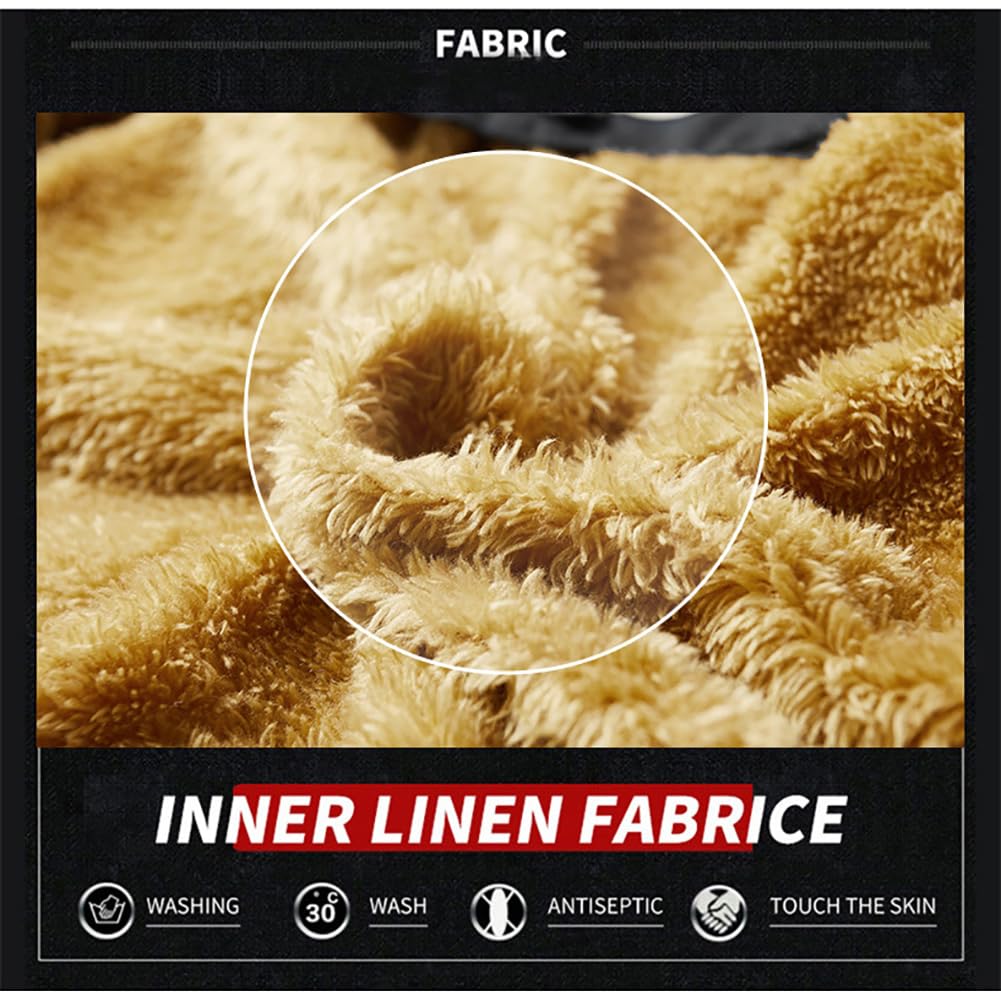 FABRIC
INNER LINEN FABRICE
WASHING
30°C
WASH
ANTISEPTIC
TOUCH THE SKIN